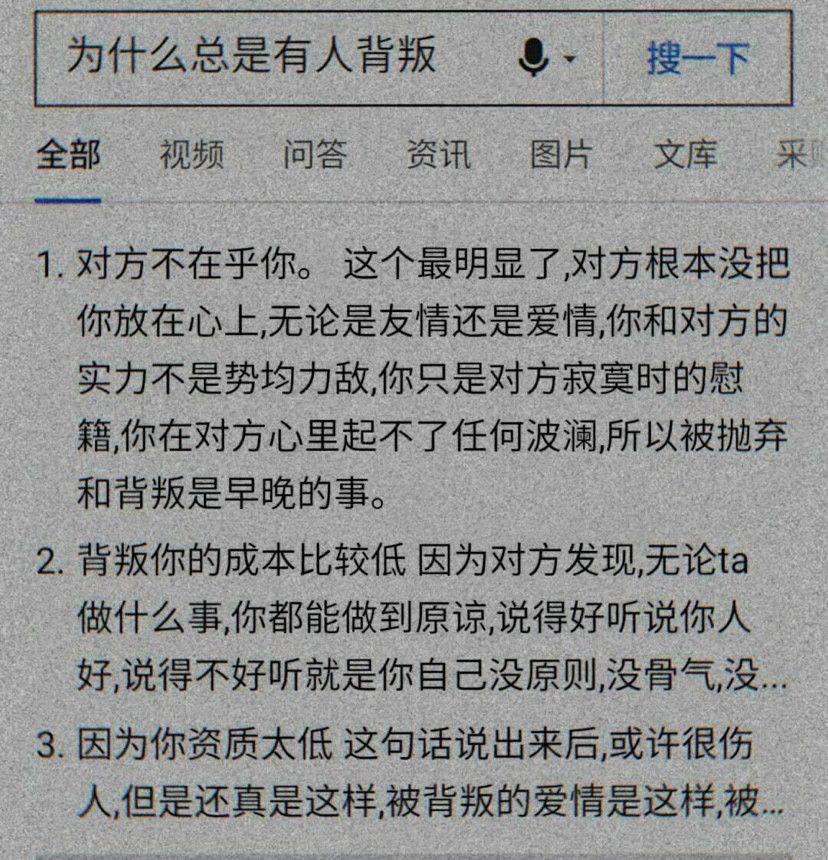 为什么总是有人背叛
搜一下
全部 视频 问答 资讯 图片 文库
1. 对方不在乎你。 这个最明显了,对方根本没把
你放在心上,无论是友情还是爱情,你和对方的
实力不是势均力敌,你只是对方寂寞时的慰
籍,你在对方心里起不了任何波澜,所以被抛弃
和背叛是早晚的事。
2. 背叛你的成本比较低 因为对方发现,无论ta
做什么事,你都能做到原谅,说得好听说你人
好,说得不好听就是你自己没原则,没骨气,没...
3. 因为你资质太低 这句话说出来后,或许很伤
人,但是还真是这样,被背叛的爱情是这样,被...